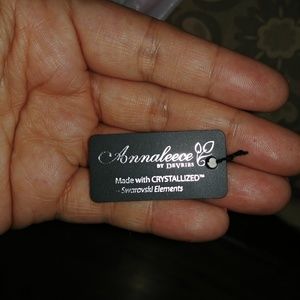 Annaleece
BY DEVRIES
Made with CRYSTALLIZED™
- Swarovski Elements